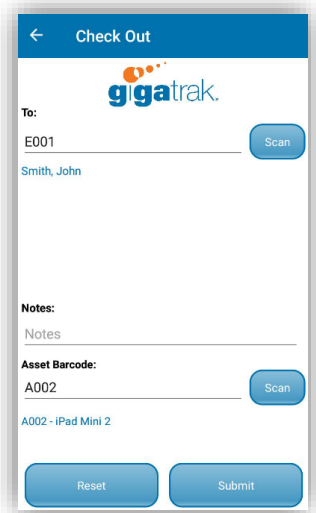 Check Out
gigatrak.
To:
E001
Scan
Smith, John
Notes:
Notes
Asset Barcode:
A002
Scan
A002 - iPad Mini 2
Reset
Submit